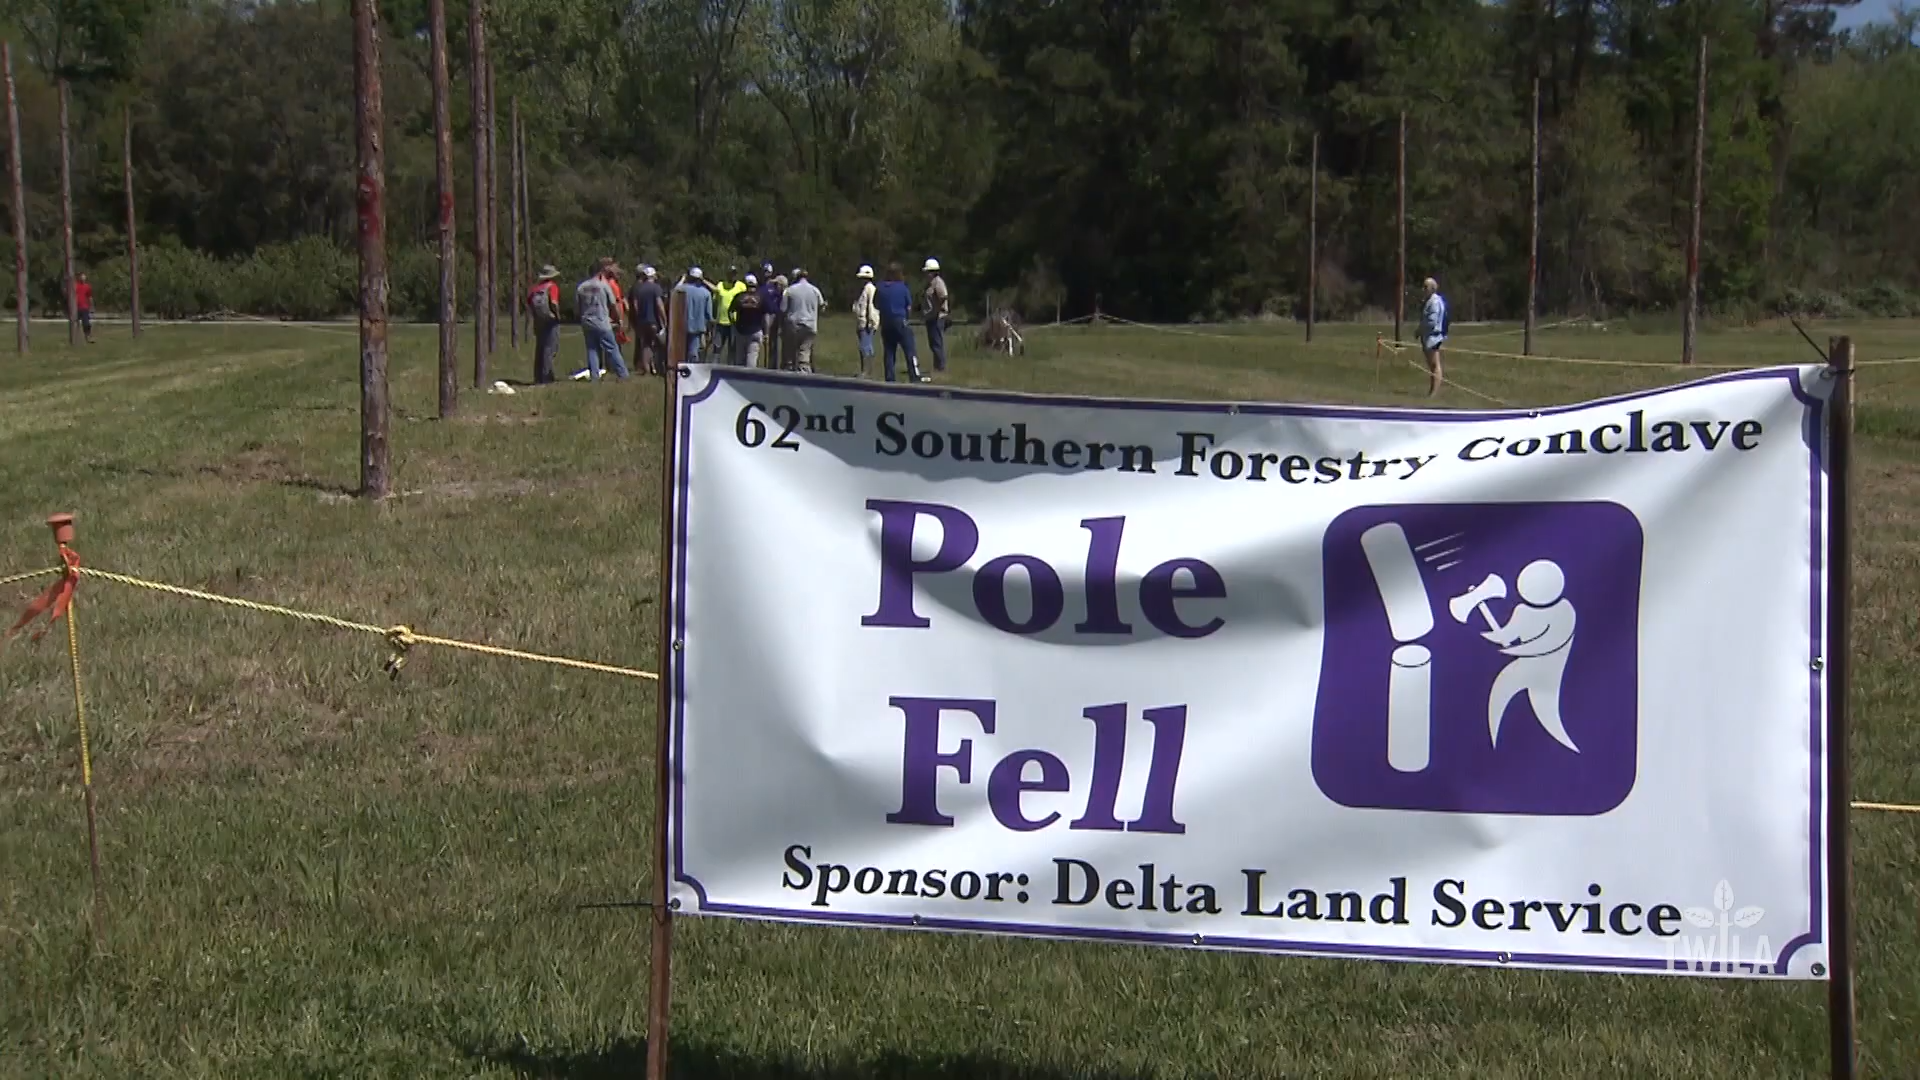 62nd Southern Forestry Conclave
Pole
Fell
Sponsor: Delta Land Service
TWILA